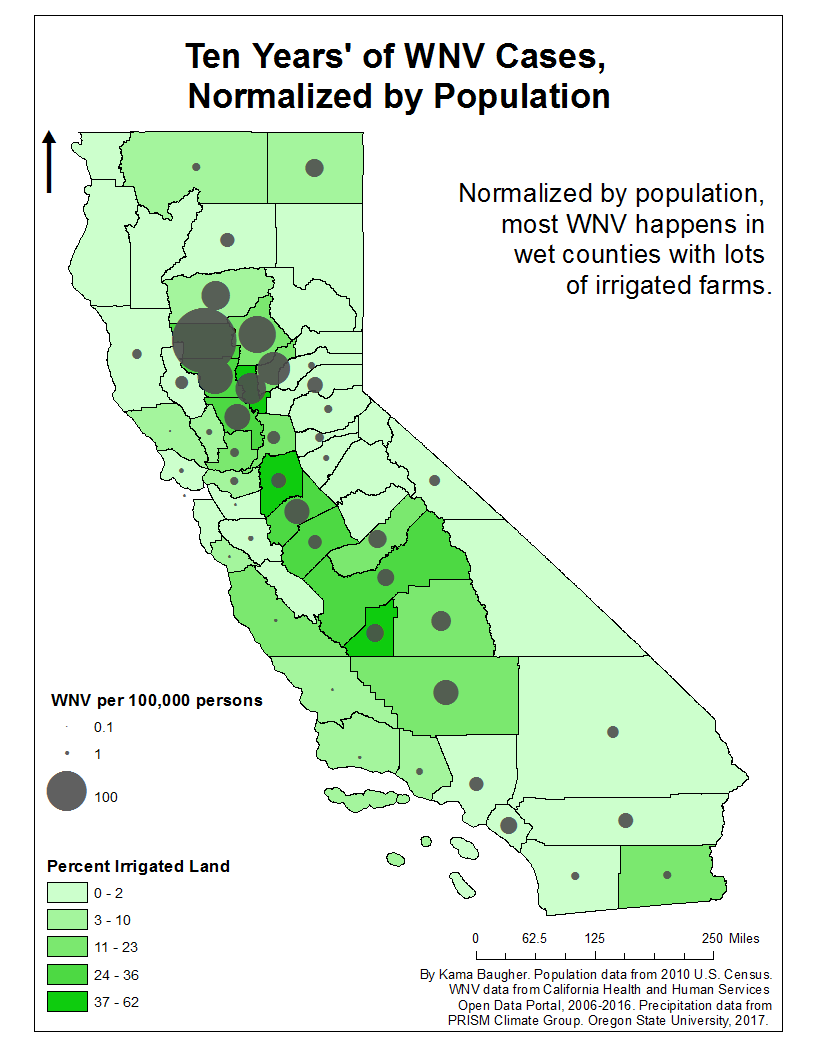 Ten Years' of WNV Cases,
Normalized by Population
Normalized by population,
most WNV happens in
wet counties with lots
of irrigated farms.
WNV per 100,000 persons
0.1
1
100
Percent Irrigated Land
0 - 2
3 - 10
11 - 23
24 - 36
37 - 62
0 62.5 125 250 Miles
By Kama Baugher. Population data from 2010 U.S. Census.
WNV data from California Health and Human Services
Open Data Portal, 2006-2016. Precipitation data from
PRISM Climate Group. Oregon State University, 2017.